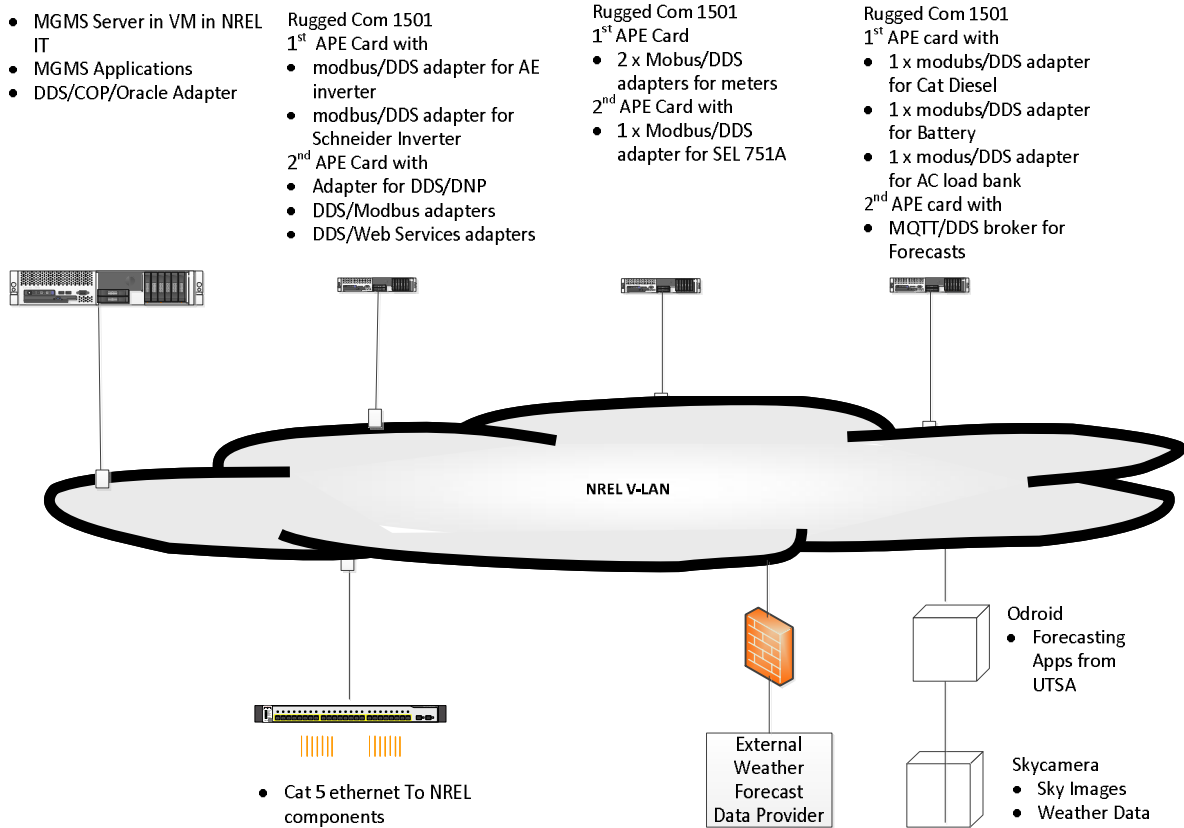 ● MGMS Server in VM in NREL
IT
● MGMS Applications
● DDS/COP/Oracle Adapter
Rugged Com 1501
1st APE Card with
● modbus/DDS adapter for AE
inverter
● modbus/DDS adapter for
Schneider Inverter
2nd APE Card with
● Adapter for DDS/DNP
● DDS/Modbus adapters
● DDS/Web Services adapters
Rugged Com 1501
1st APE Card
● 2 x Mobus/DDS
adapters for meters
2nd APE Card with
● 1 x Modbus/DDS
adapter for SEL 751A
Rugged Com 1501
1st APE card with
● 1 x modubs/DDS adapter
for Cat Diesel
● 1 x modubs/DDS adapter
for Battery
● 1 x modus/DDS adapter
for AC load bank
2nd APE card with
● MQTT/DDS broker for
Forecasts
NREL V-LAN
● Cat 5 ethernet To NREL
components
External
Weather
Forecast
Data Provider
Odroid
● Forecasting
Apps from
UTSA
Skycamera
● Sky Images
● Weather Data